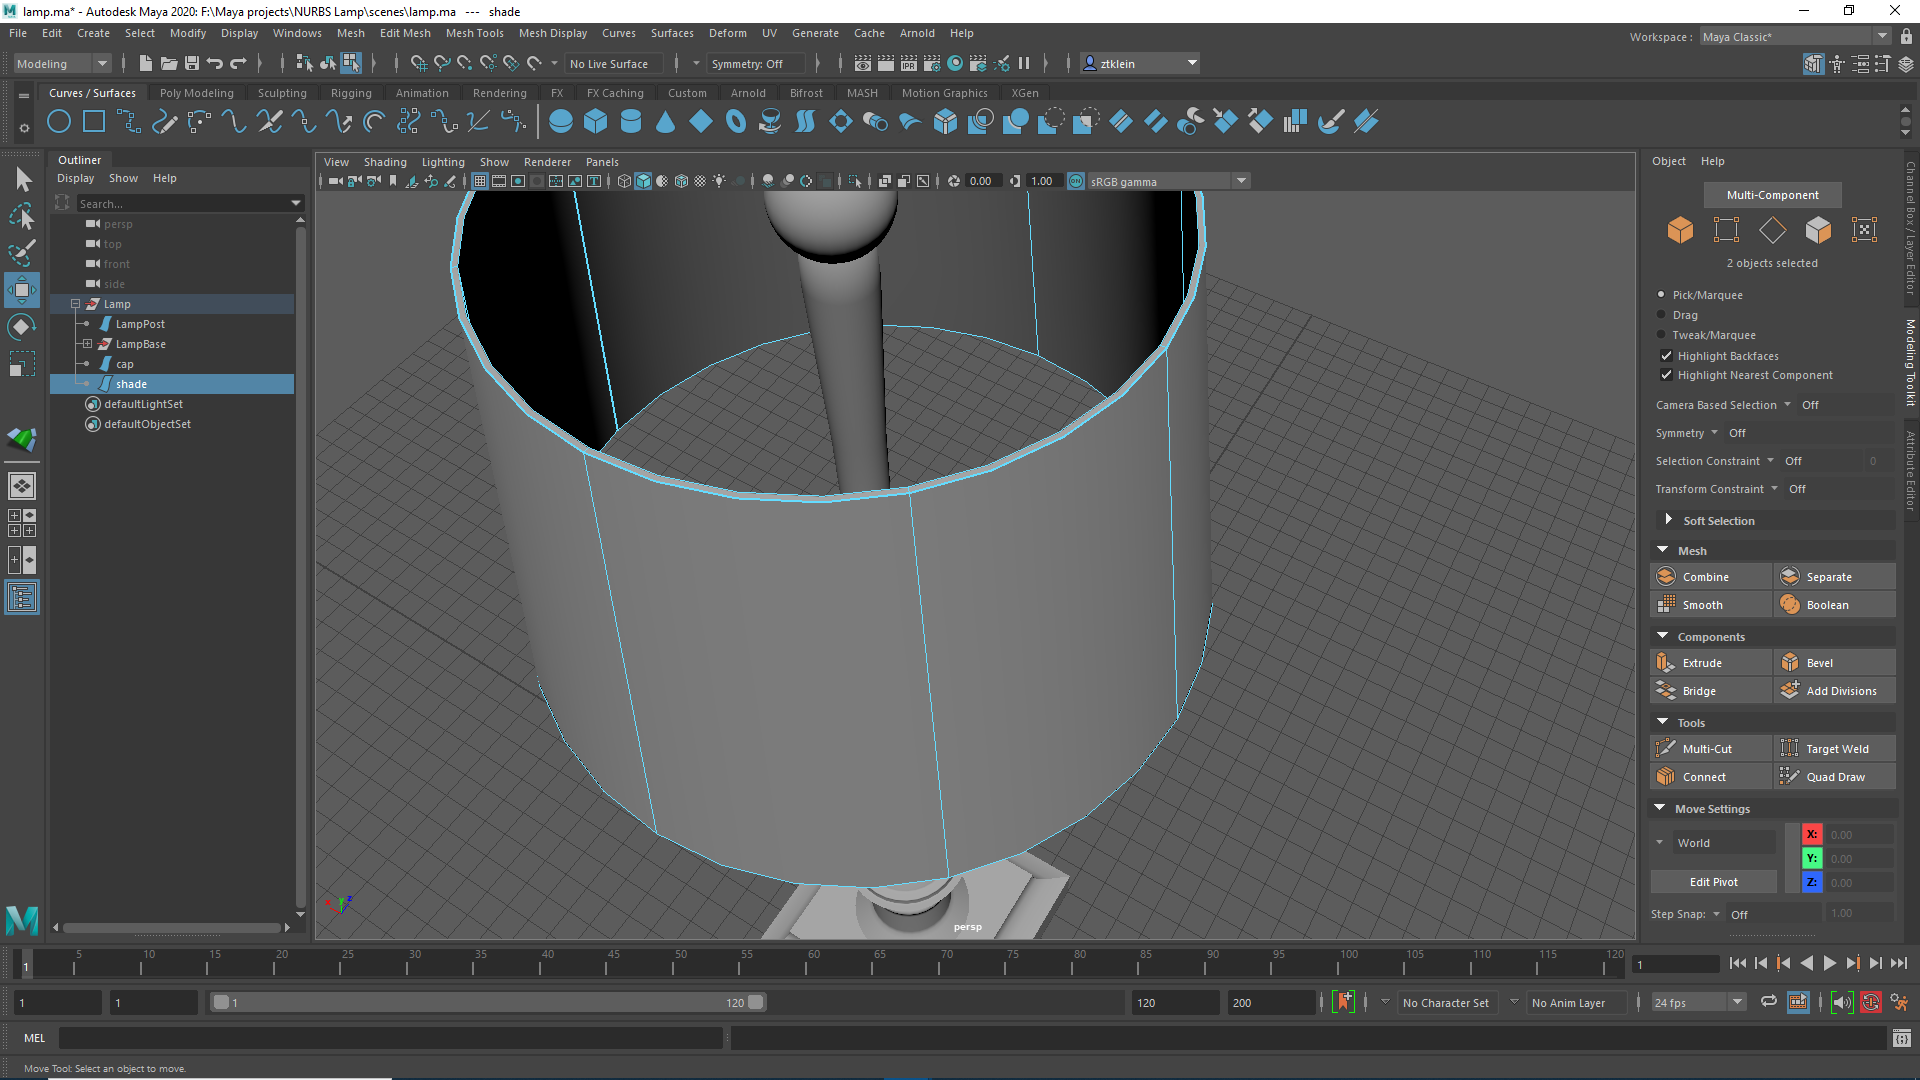 lamp.ma* - Autodesk Maya 2020: F:\Maya projects\NURBS Lamp\scenes\lamp.ma --- shade
File Edit Create Select Modify Display Windows Mesh Edit Mesh Mesh Tools Mesh Display Curves Surfaces Deform UV Generate Cache Arnold Help
Workspace : Maya Classic*
Modeling No Live Surface Symmetry: Off ztklein
Curves / Surfaces Poly Modeling Sculpting Rigging Animation Rendering FX FX Caching Custom Arnold Bifrost MASH Motion Graphics XGen
Outliner
Display Show Help
Search...
persp
top
front
side
Lamp
LampPost
LampBase
cap
shade
defaultLightSet
defaultObjectSet
View Shading Lighting Show Renderer Panels
0.00 1.00 ON sRGB gamma
persp
x y z
Object Help
Multi-Component
2 objects selected
Pick/Marquee
Drag
Tweak/Marquee
Highlight Backfaces
Highlight Nearest Component
Camera Based Selection Off
Symmetry Off
Selection Constraint Off 0
Transform Constraint Off
Soft Selection
Mesh
Combine Separate
Smooth Boolean
Components
Extrude Bevel
Bridge Add Divisions
Tools
Multi-Cut Target Weld
Connect Quad Draw
Move Settings
World X: 0.00
Y: 0.00
Edit Pivot Z: 0.00
Step Snap: Off 1.00
Channel Box / Layer Editor
Modeling Toolkit
Attribute Editor
1 5 10 15 20 25 30 35 40 45 50 55 60 65 70 75 80 85 90 95 100 105 110 115 120 1
1 1 1 120 120 200 No Character Set No Anim Layer 24 fps
MEL
Move Tool: Select an object to move.